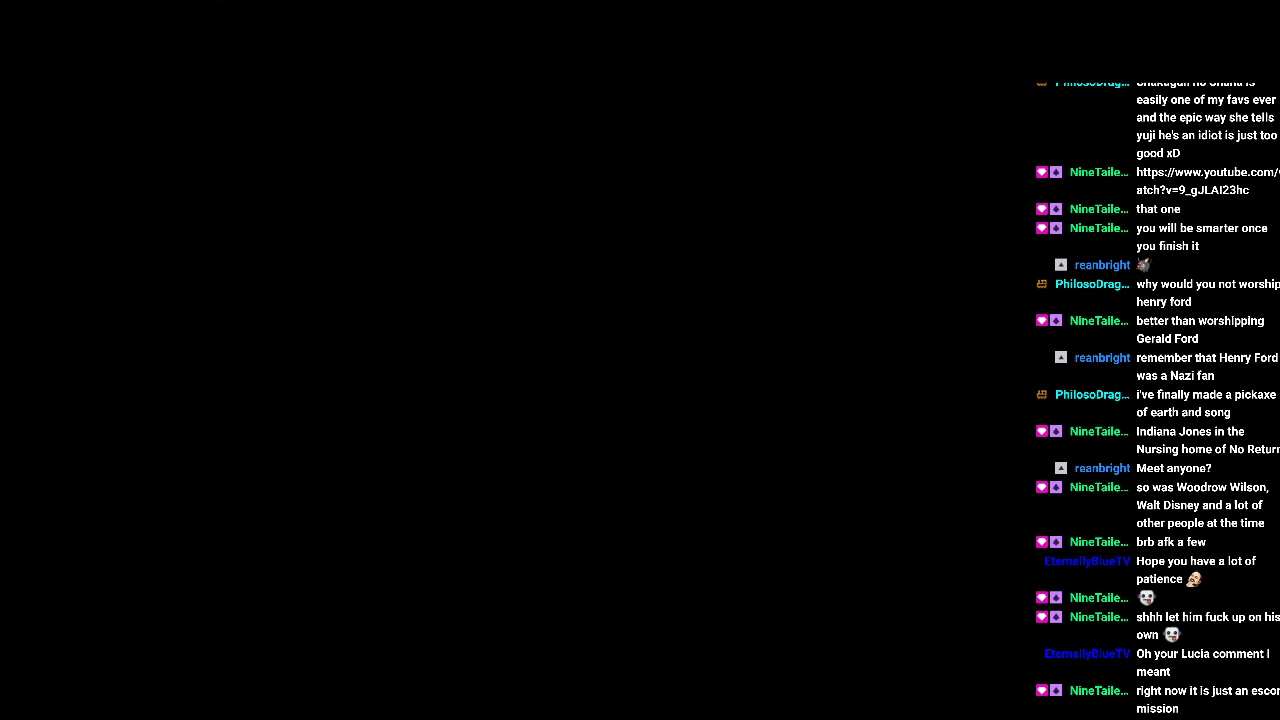 easily one of my favs ever
and the epic way she tells
yuji he's an idiot is just too
good xD
NineTaile... https://www.youtube.com/
atch?v=9_gJLAI23hc
NineTaile... that one
NineTaile... you will be smarter once
you finish it
reanbright
PhilosoDrag... why would you not worship
henry ford
NineTaile... better than worshipping
Gerald Ford
reanbright remember that Henry Ford
was a Nazi fan
PhilosoDrag... i've finally made a pickaxe
of earth and song
NineTaile... Indiana Jones in the
Nursing home of No Return
reanbright Meet anyone?
NineTaile... so was Woodrow Wilson,
Walt Disney and a lot of
other people at the time
NineTaile... brb afk a few
EternallyBlueTV Hope you have a lot of
patience
NineTaile...
NineTaile... shhh let him fuck up on his
own
EternallyBlueTV Oh your Lucia comment I
meant
NineTaile... right now it is just an escor
mission